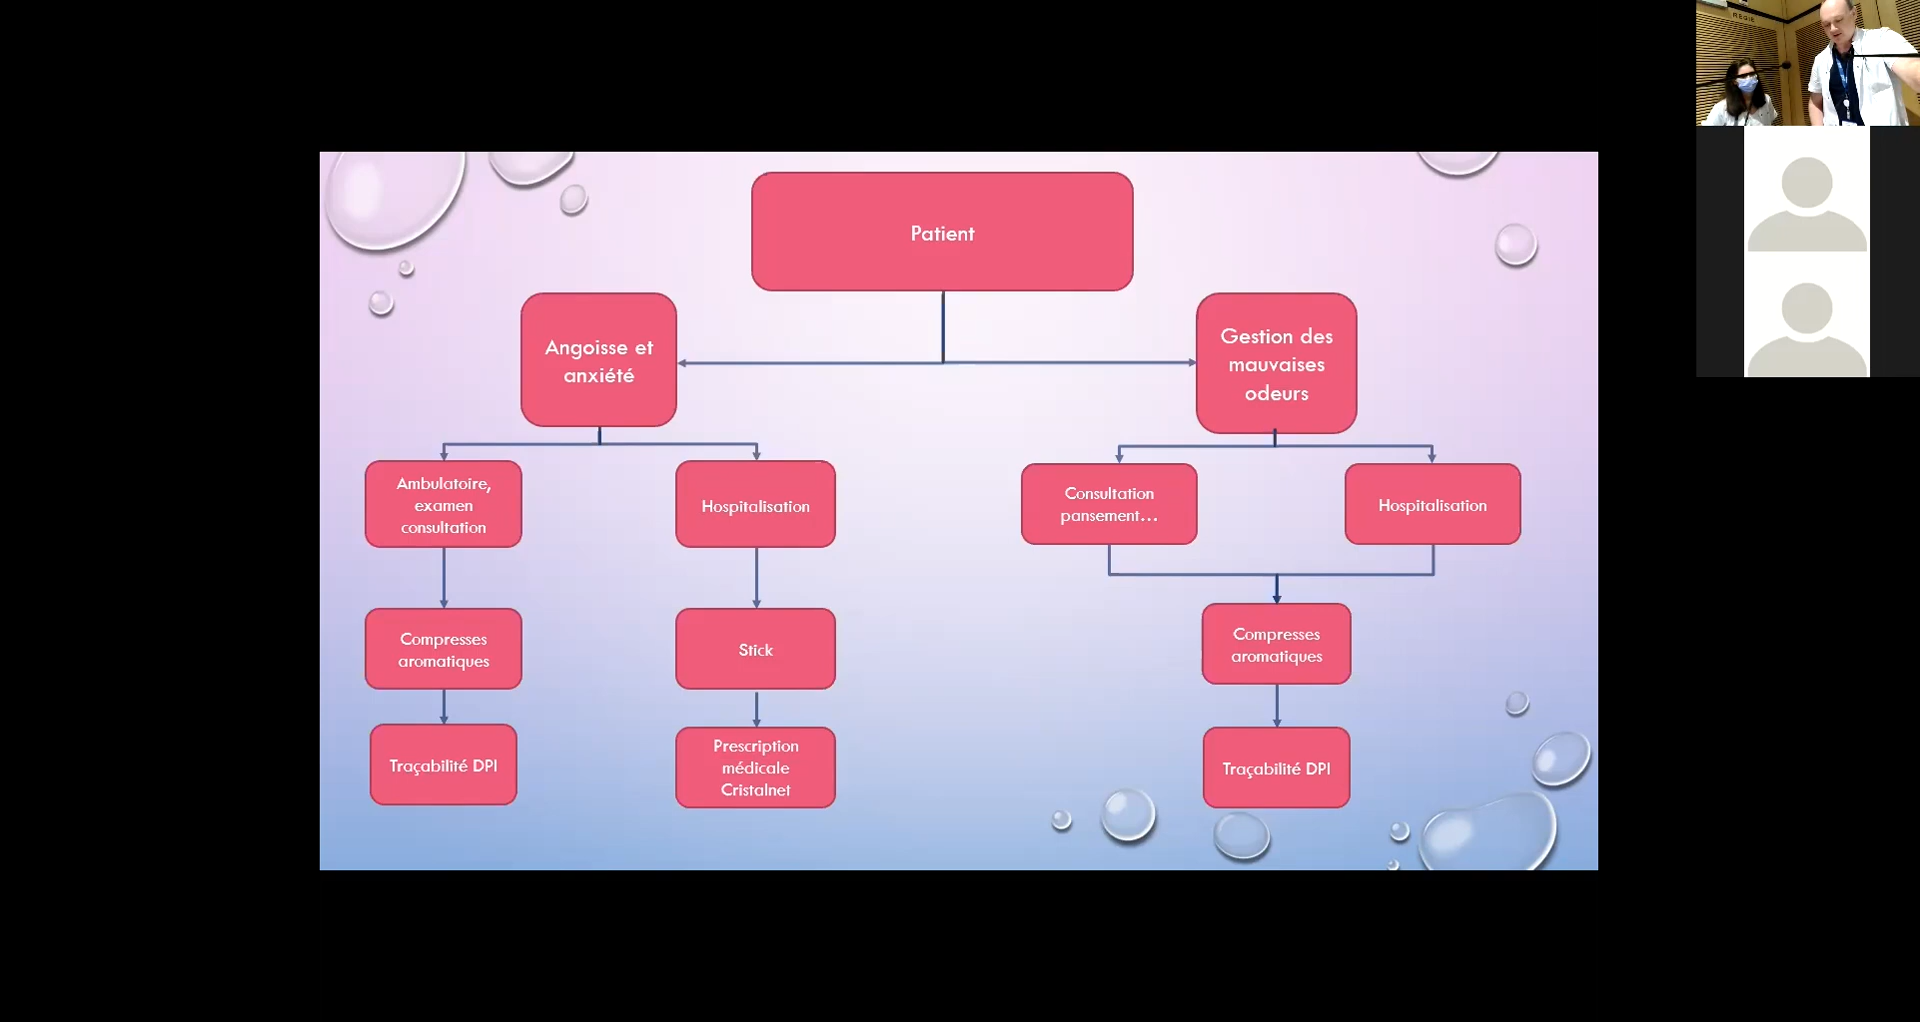 REGIE
Patient
Angoisse et
anxiété
Gestion des
mauvaises
odeurs
Ambulatoire,
examen
consultation
Hospitalisation
Consultation
pansement...
Hospitalisation
Compresses
aromatiques
Stick
Compresses
aromatiques
Traçabilité DPI
Prescription
médicale
Cristalnet
Traçabilité DPI